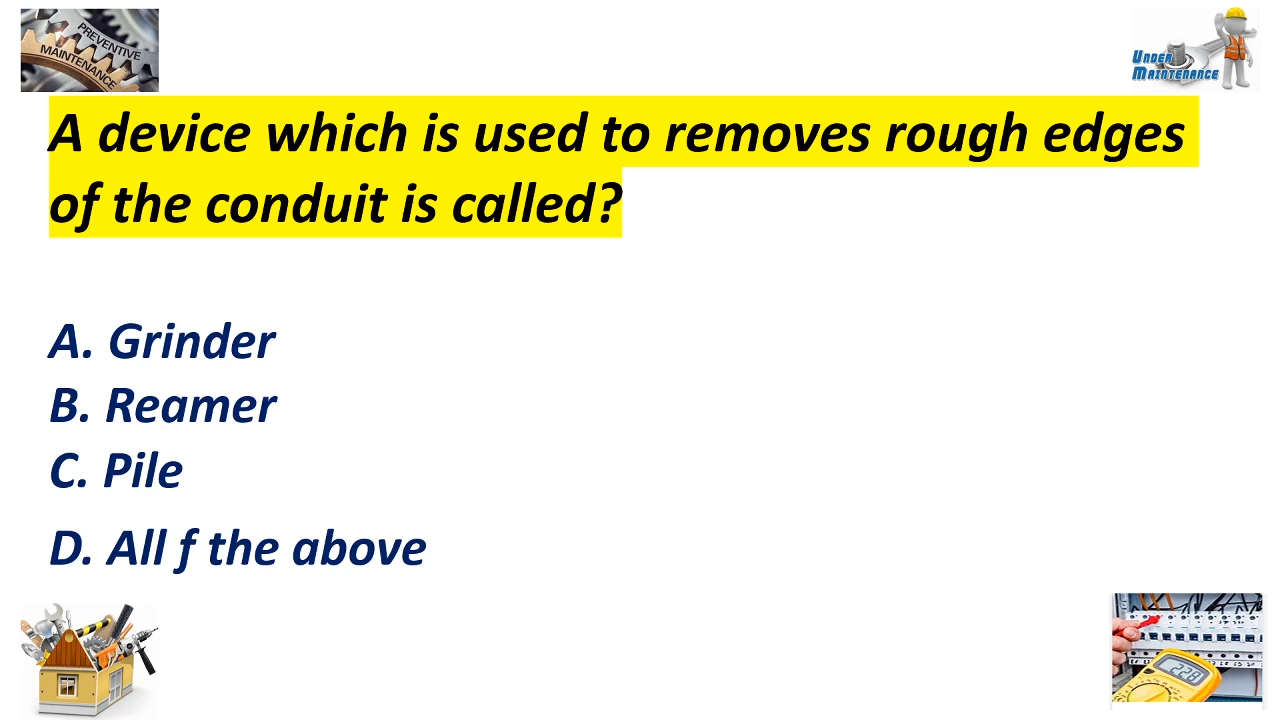 PREVENTIVE
MAINTENANCE
UNDER
MAINTENANCE
A device which is used to removes rough edges
of the conduit is called?
A. Grinder
B. Reamer
C. Pile
D. All f the above
228